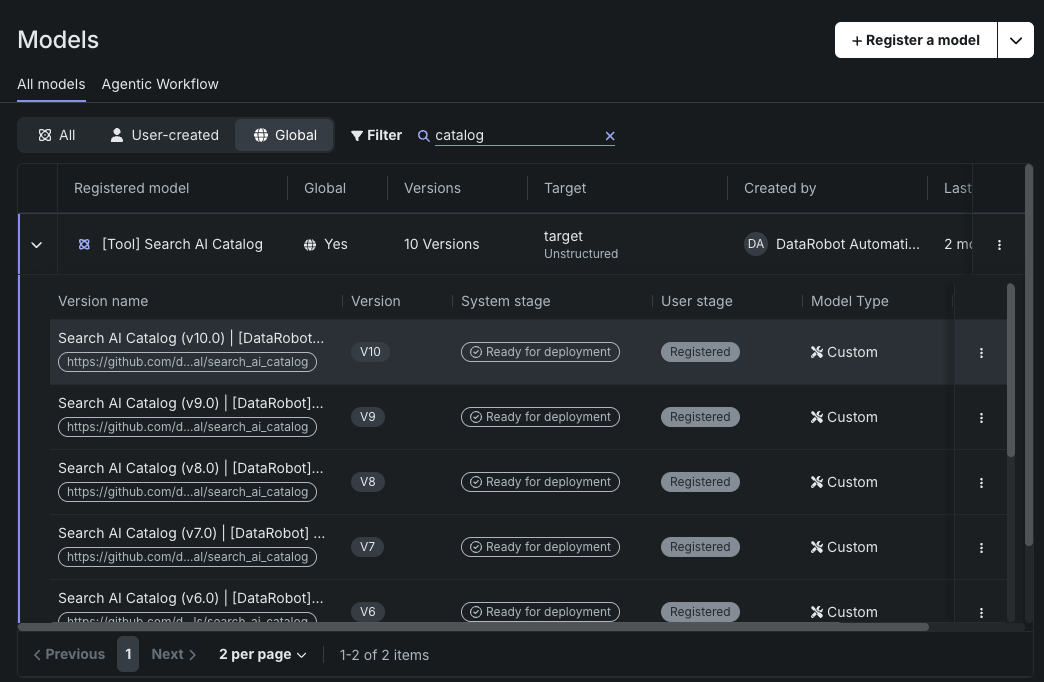 Models
+ Register a model
All models Agentic Workflow
All User-created Global Filter catalog
Registered model Global Versions Target Created by Last
[Tool] Search AI Catalog Yes 10 Versions target DA DataRobot Automati... 2 mo
Unstructured
Version name Version System stage User stage Model Type
Search AI Catalog (v10.0) | [DataRobot...
https://github.com/d...al/search_ai_catalog V10 Ready for deployment Registered Custom
Search AI Catalog (v9.0) | [DataRobot]...
https://github.com/d...al/search_ai_catalog V9 Ready for deployment Registered Custom
Search AI Catalog (v8.0) | [DataRobot]...
https://github.com/d...al/search_ai_catalog V8 Ready for deployment Registered Custom
Search AI Catalog (v7.0) | [DataRobot] ...
https://github.com/d...al/search_ai_catalog V7 Ready for deployment Registered Custom
Search AI Catalog (v6.0) | [DataRobot]...
https://github.com/d...ls/search_ai_catalog V6 Ready for deployment Registered Custom
Previous 1 Next 2 per page 1-2 of 2 items